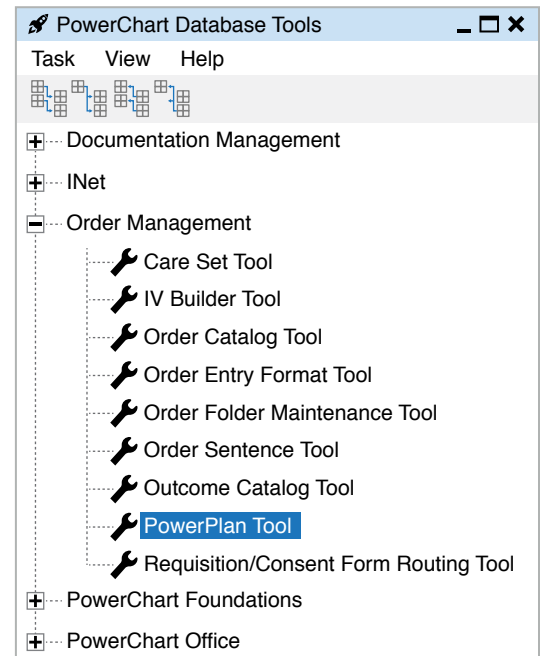 PowerChart Database Tools
Task View Help
Documentation Management
INet
Order Management
Care Set Tool
IV Builder Tool
Order Catalog Tool
Order Entry Format Tool
Order Folder Maintenance Tool
Order Sentence Tool
Outcome Catalog Tool
PowerPlan Tool
Requisition/Consent Form Routing Tool
PowerChart Foundations
PowerChart Office